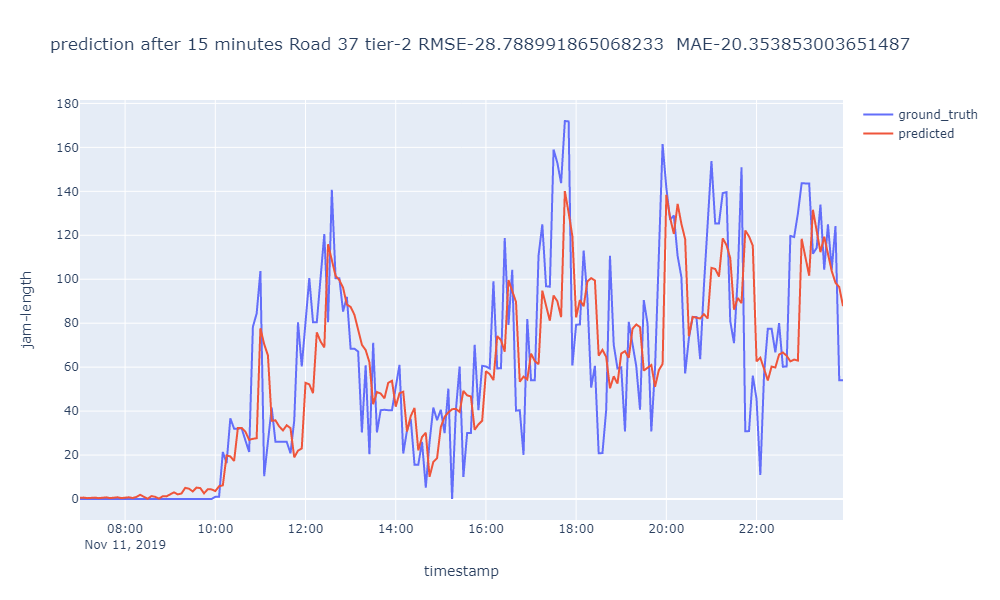 prediction after 15 minutes Road 37 tier-2 RMSE-28.788991865068233  MAE-20.353853003651487
ground_truth
predicted
180
160
140
120
100
80
60
40
20
0
jam-length
08:00 10:00 12:00 14:00 16:00 18:00 20:00 22:00
Nov 11, 2019
timestamp